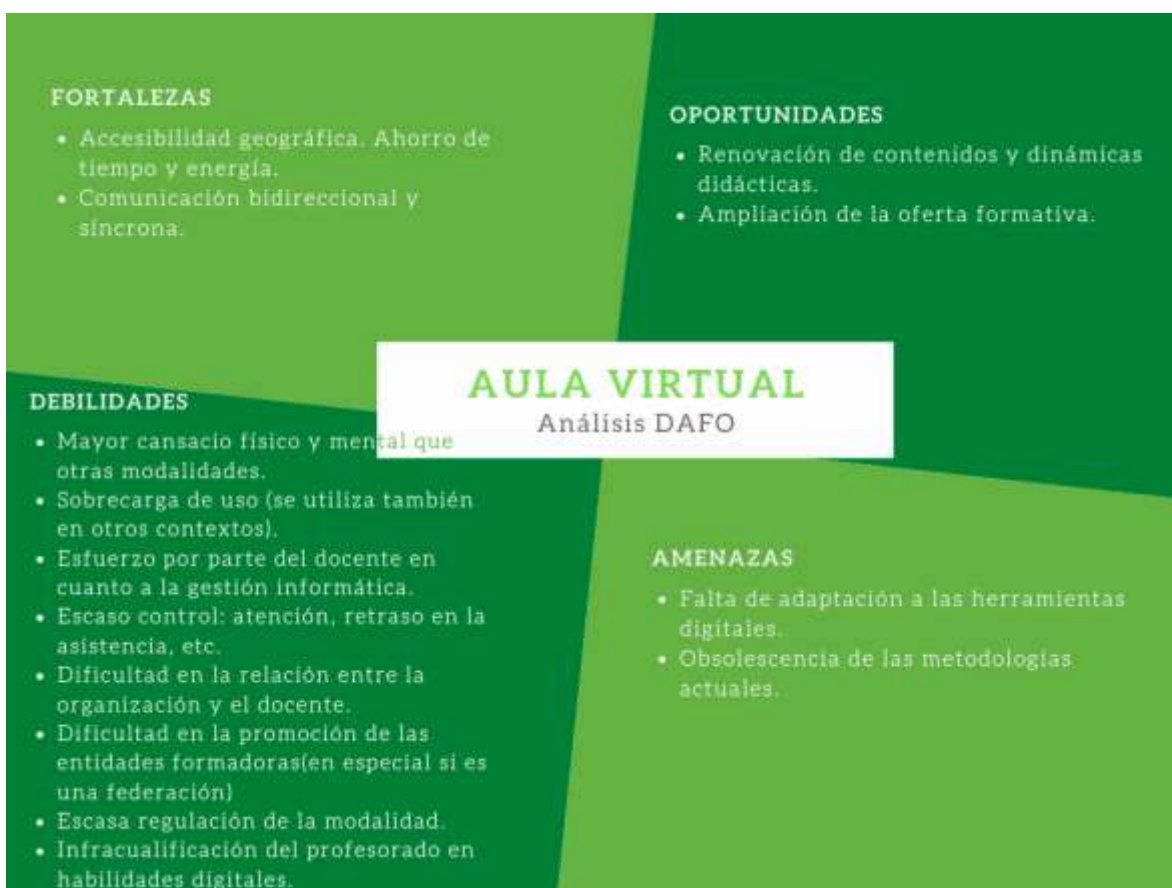 FORTALEZAS
• Accesibilidad geográfica. Ahorro de
tiempo y energía.
• Comunicación bidireccional y
síncrona.
OPORTUNIDADES
• Renovación de contenidos y dinámicas
didácticas.
• Ampliación de la oferta formativa.
AULA VIRTUAL
Análisis DAFO
DEBILIDADES
• Mayor cansacio físico y mental que
otras modalidades.
• Sobrecarga de uso (se utiliza también
en otros contextos).
• Esfuerzo por parte del docente en
cuanto a la gestión informática.
• Escaso control: atención, retraso en la
asistencia, etc.
• Dificultad en la relación entre la
organización y el docente.
• Dificultad en la promoción de las
entidades formadoras(en especial si es
una federación)
• Escasa regulación de la modalidad.
• Infracualificación del profesorado en
habilidades digitales.
AMENAZAS
• Falta de adaptación a las herramientas
digitales.
• Obsolescencia de las metodologías
actuales.